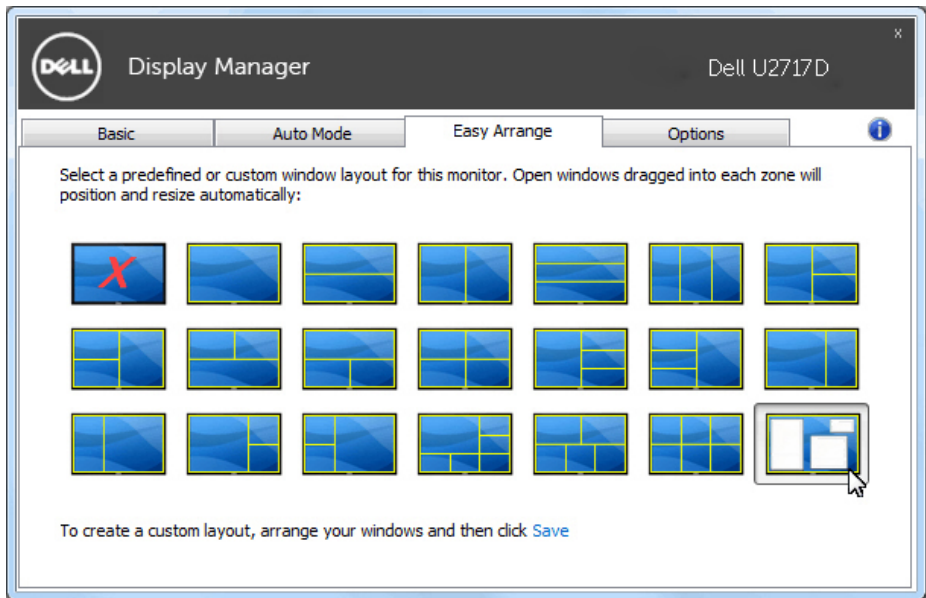 x
DELL
Display Manager
Dell U2717D
Basic
Auto Mode
Easy Arrange
Options
i
Select a predefined or custom window layout for this monitor. Open windows dragged into each zone will
position and resize automatically:
X
To create a custom layout, arrange your windows and then click Save